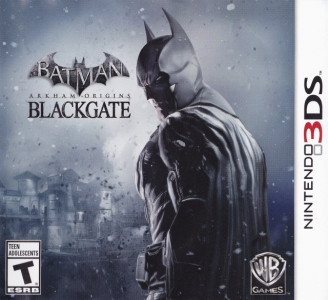 BATMAN
ARKHAM ORIGINS
BLACKGATE
NINTENDO 3DS
TEEN
ADOLESCENTS
T
ESRB
WB
GAMES